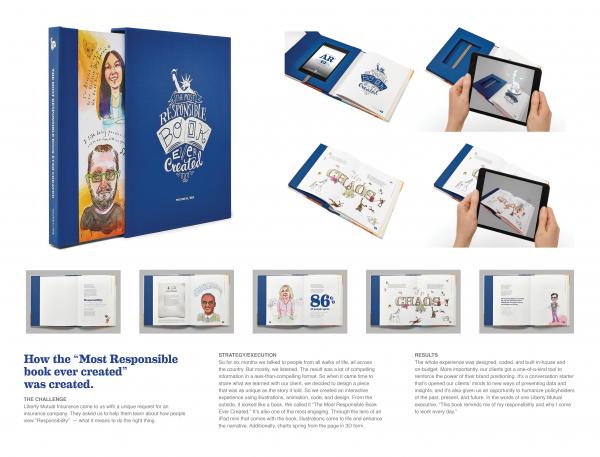 THE MOST RESPONSIBLE BOOK EVER CREATED
THE MOST
RESPONSIBLE
BOOK
EVER
Created
AR
CHAOS
CHAOS
Responsibility
86%
CHAOS
How the “Most Responsible
book ever created”
was created.
THE CHALLENGE
Liberty Mutual Insurance came to us with a unique request for an
insurance company. They asked us to help them learn about how people
view “Responsibility” — what it means to do the right thing.
STRATEGY/EXECUTION
So for six months we talked to people from all walks of life, all across
the country. But mostly, we listened. The result was a lot of compelling
information in a less-than-compelling format. So when it came time to
share what we learned with our client, we decided to design a piece
that was as unique as the story it told. So we created an interactive
experience using illustrations, animation, code, and design. From the
outside, it looked like a book. We called it “The Most Responsible Book
Ever Created.” It’s also one of the most engaging. Through the lens of an
iPad mini that comes with the book, illustrations come to life and enhance
the narrative. Additionally, charts spring from the page in 3D form.
RESULTS
The whole experience was designed, coded, and built in-house and
on-budget. More importantly, our clients got a one-of-a-kind tool to
reinforce the power of their brand positioning. It’s a conversation starter
that’s opened our clients’ minds to new ways of presenting data and
insights, and it’s also given us an opportunity to humanize policyholders
of the past, present, and future. In the words of one Liberty Mutual
executive, “This book reminds me of my responsibility and why I come
to work every day.”